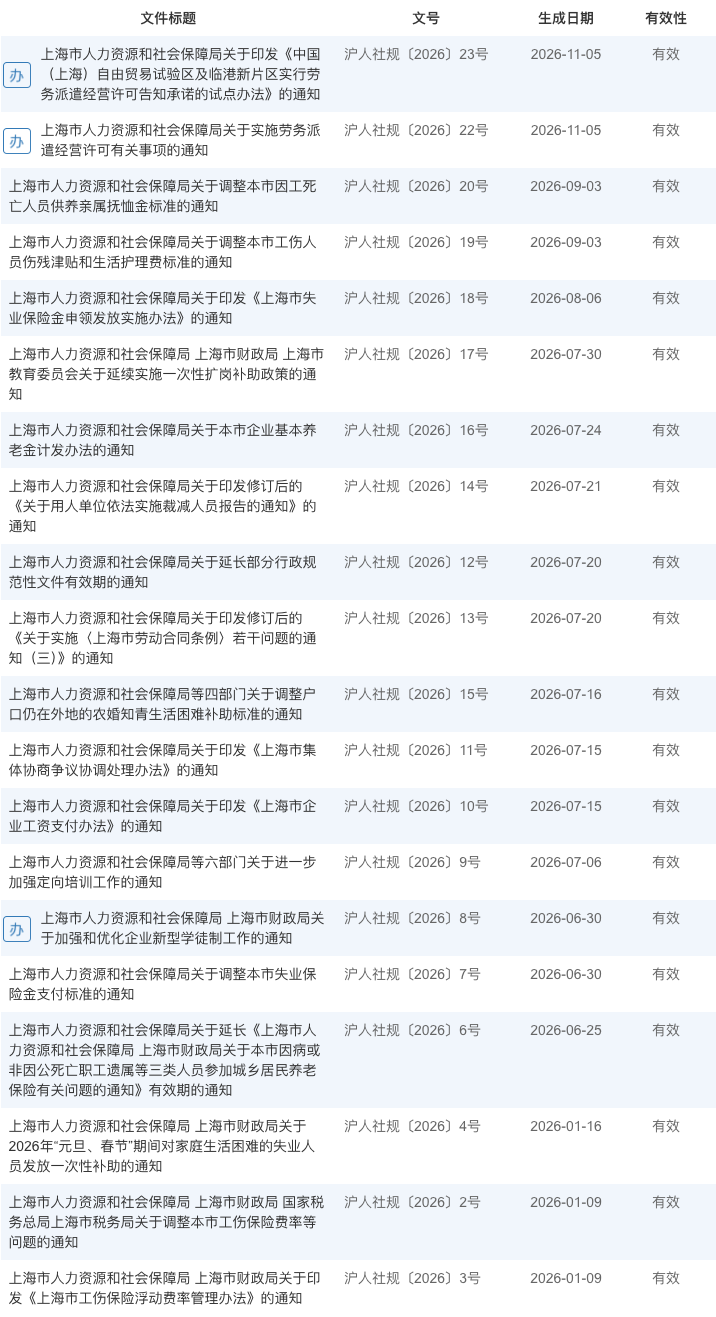 文件标题 文号 生成日期 有效性
上海市人力资源和社会保障局关于印发《中国 沪人社规〔2026〕23号 2026-11-05 有效
办 （上海）自由贸易试验区及临港新片区实行劳
务派遣经营许可告知承诺的试点办法》的通知
上海市人力资源和社会保障局关于实施劳务派 沪人社规〔2026〕22号 2026-11-05 有效
办 遣经营许可有关事项的通知
上海市人力资源和社会保障局关于调整本市因工死 沪人社规〔2026〕20号 2026-09-03 有效
亡人员供养亲属抚恤金标准的通知
上海市人力资源和社会保障局关于调整本市工伤人 沪人社规〔2026〕19号 2026-09-03 有效
员伤残津贴和生活护理费标准的通知
上海市人力资源和社会保障局关于印发《上海市失 沪人社规〔2026〕18号 2026-08-06 有效
业保险金申领发放实施办法》的通知
上海市人力资源和社会保障局 上海市财政局 上海市 沪人社规〔2026〕17号 2026-07-30 有效
教育委员会关于延续实施一次性扩岗补助政策的通
知
上海市人力资源和社会保障局关于本市企业基本养 沪人社规〔2026〕16号 2026-07-24 有效
老金计发办法的通知
上海市人力资源和社会保障局关于印发修订后的 沪人社规〔2026〕14号 2026-07-21 有效
《关于用人单位依法实施裁减人员报告的通知》的
通知
上海市人力资源和社会保障局关于延长部分行政规 沪人社规〔2026〕12号 2026-07-20 有效
范性文件有效期的通知
上海市人力资源和社会保障局关于印发修订后的 沪人社规〔2026〕13号 2026-07-20 有效
《关于实施〈上海市劳动合同条例〉若干问题的通
知（三）》的通知
上海市人力资源和社会保障局等四部门关于调整户 沪人社规〔2026〕15号 2026-07-16 有效
口仍在外地的农婚知青生活困难补助标准的通知
上海市人力资源和社会保障局关于印发《上海市集 沪人社规〔2026〕11号 2026-07-15 有效
体协商争议协调处理办法》的通知
上海市人力资源和社会保障局关于印发《上海市企 沪人社规〔2026〕10号 2026-07-15 有效
业工资支付办法》的通知
上海市人力资源和社会保障局等六部门关于进一步 沪人社规〔2026〕9号 2026-07-06 有效
加强定向培训工作的通知
上海市人力资源和社会保障局 上海市财政局关 沪人社规〔2026〕8号 2026-06-30 有效
办 于加强和优化企业新型学徒制工作的通知
上海市人力资源和社会保障局关于调整本市失业保 沪人社规〔2026〕7号 2026-06-30 有效
险金支付标准的通知
上海市人力资源和社会保障局关于延长《上海市人 沪人社规〔2026〕6号 2026-06-25 有效
力资源和社会保障局 上海市财政局关于本市因病或
非因公死亡职工遗属等三类人员参加城乡居民养老
保险有关问题的通知》有效期的通知
上海市人力资源和社会保障局 上海市财政局关于 沪人社规〔2026〕4号 2026-01-16 有效
2026年“元旦、春节”期间对家庭生活困难的失业人
员发放一次性补助的通知
上海市人力资源和社会保障局 上海市财政局 国家税 沪人社规〔2026〕2号 2026-01-09 有效
务总局上海市税务局关于调整本市工伤保险费率等
问题的通知
上海市人力资源和社会保障局 上海市财政局关于印 沪人社规〔2026〕3号 2026-01-09 有效
发《上海市工伤保险浮动费率管理办法》的通知